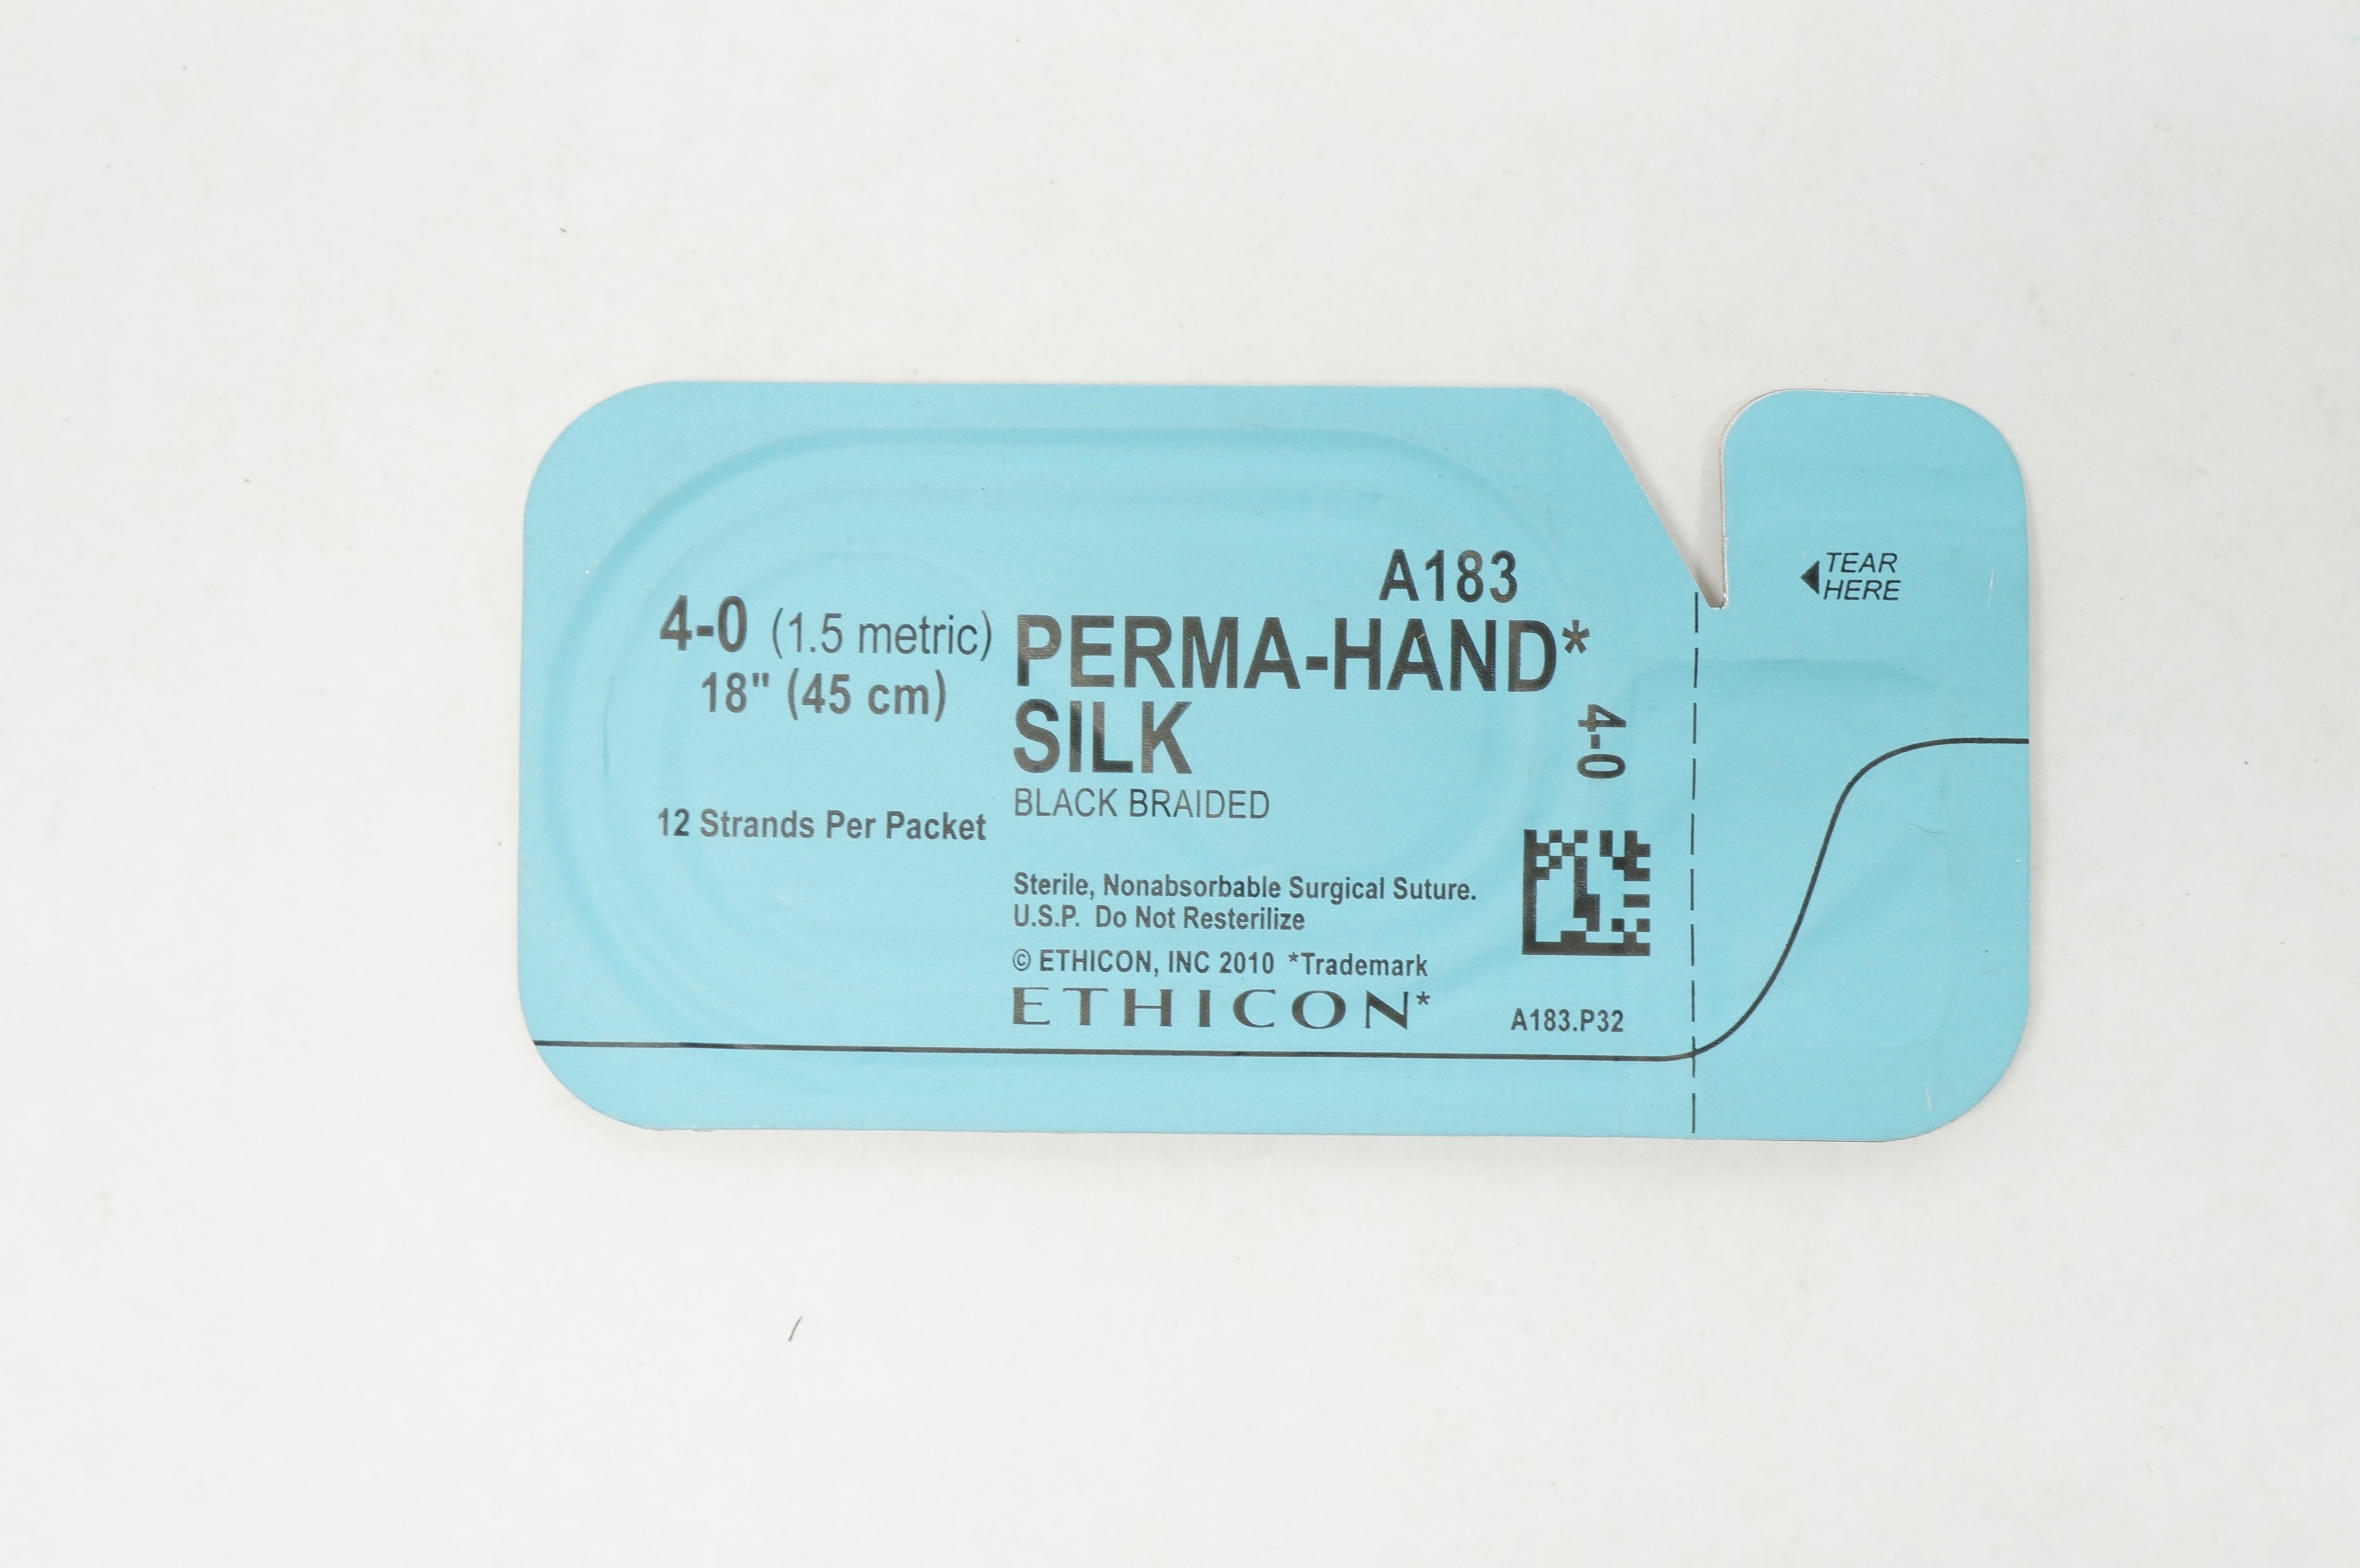 A183
4-0 (1.5 metric)
18" (45 cm)
12 Strands Per Packet
PERMA-HAND*
SILK
BLACK BRAIDED
4-0
Sterile, Nonabsorbable Surgical Suture.
U.S.P. Do Not Resterilize
© ETHICON, INC 2010 *Trademark
ETHICON*
A183.P32
TEAR
HERE